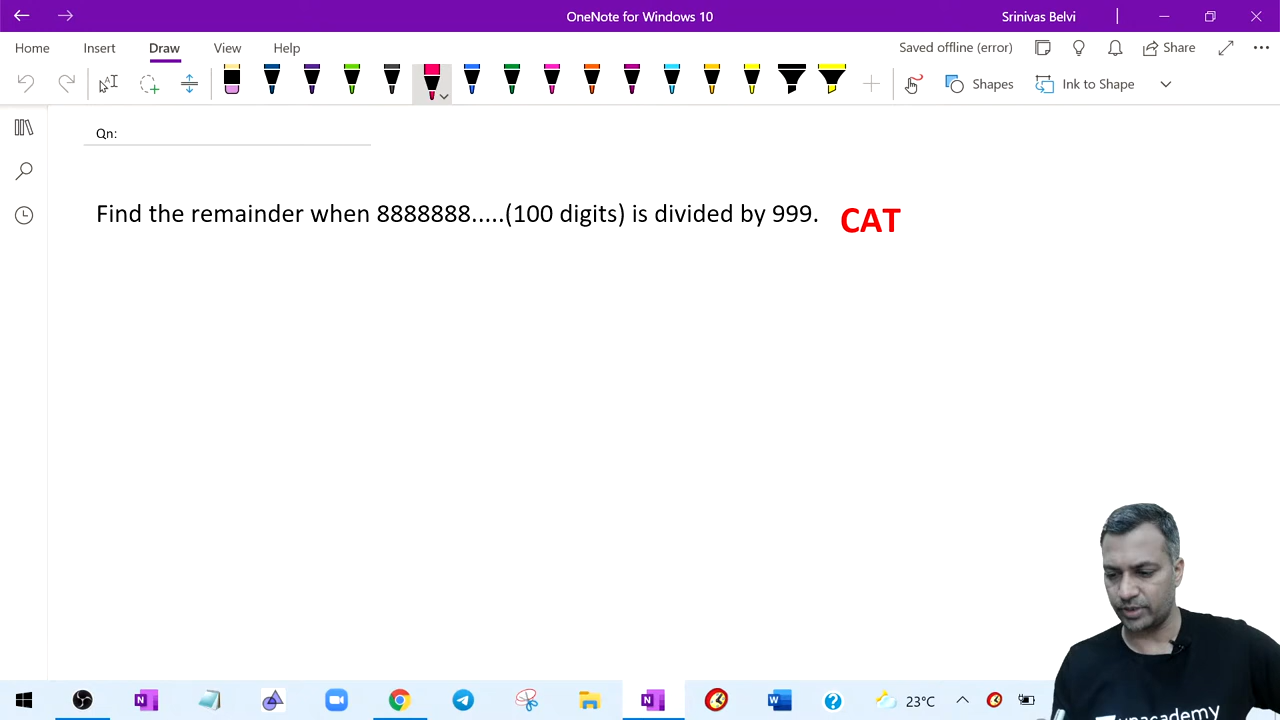 OneNote for Windows 10
Srinivas Belvi
Home Insert Draw View Help
Saved offline (error) Share
Shapes Ink to Shape
Qn:
Find the remainder when 8888888.....(100 digits) is divided by 999. CAT
23°C